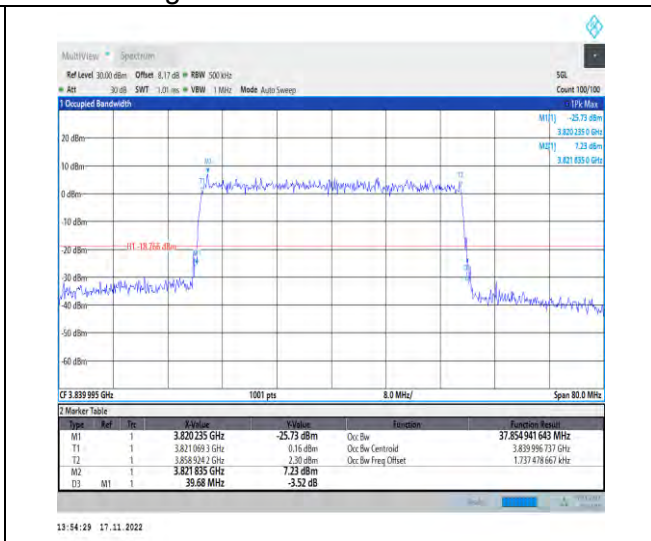 MultiView Spectrum
Ref Level 30.00 dBm Offset 8.17 dB RBW 500 kHz SGL
Att 30 dB SWT 1.01 ms VBW 1 MHz Mode Auto Sweep Count 100/100
1 Occupied Bandwidth 1Pk Max
M1[1] -25.73 dBm
3.820 235 0 GHz
M2[1] 7.23 dBm
3.821 835 0 GHz
20 dBm
10 dBm
0 dBm
-10 dBm
-20 dBm
H1 -18.766 dBm
-30 dBm
-40 dBm
-50 dBm
-60 dBm
M2
T1
T2
CF 3.839 995 GHz 1001 pts 8.0 MHz/ Span 80.0 MHz
2 Marker Table
Type Ref Trc X-Value Y-Value Function Function Result
M1 1 3.820 235 GHz -25.73 dBm Occ Bw 37.854 941 643 MHz
T1 1 3.821 069 3 GHz 0.16 dBm Occ Bw Centroid 3.839 996 737 GHz
T2 1 3.858 924 2 GHz 2.30 dBm Occ Bw Freq Offset 1.737 478 667 kHz
M2 1 3.821 835 GHz 7.23 dBm
D3 M1 1 39.68 MHz -3.52 dB
13:54:29 17.11.2022